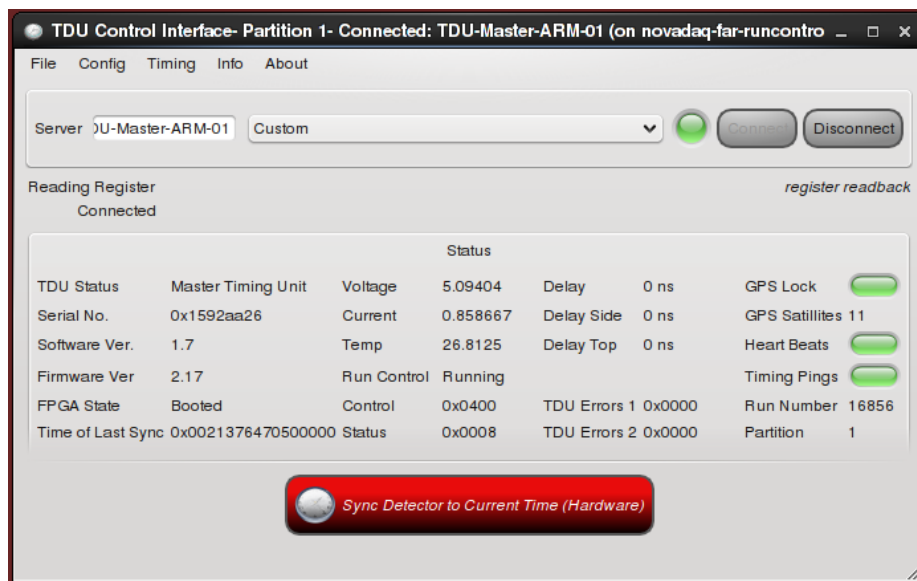 TDU Control Interface- Partition 1- Connected: TDU-Master-ARM-01 (on novadaq-far-runcontro
File Config Timing Info About
Server DU-Master-ARM-01 Custom Connect Disconnect
Reading Register register readback
Connected
Status
TDU Status Master Timing Unit Voltage 5.09404 Delay 0 ns GPS Lock
Serial No. 0x1592aa26 Current 0.858667 Delay Side 0 ns GPS Satillites 11
Software Ver. 1.7 Temp 26.8125 Delay Top 0 ns Heart Beats
Firmware Ver 2.17 Run Control Running Timing Pings
FPGA State Booted Control 0x0400 TDU Errors 1 0x0000 Run Number 16856
Time of Last Sync 0x0021376470500000 Status 0x0008 TDU Errors 2 0x0000 Partition 1
Sync Detector to Current Time (Hardware)